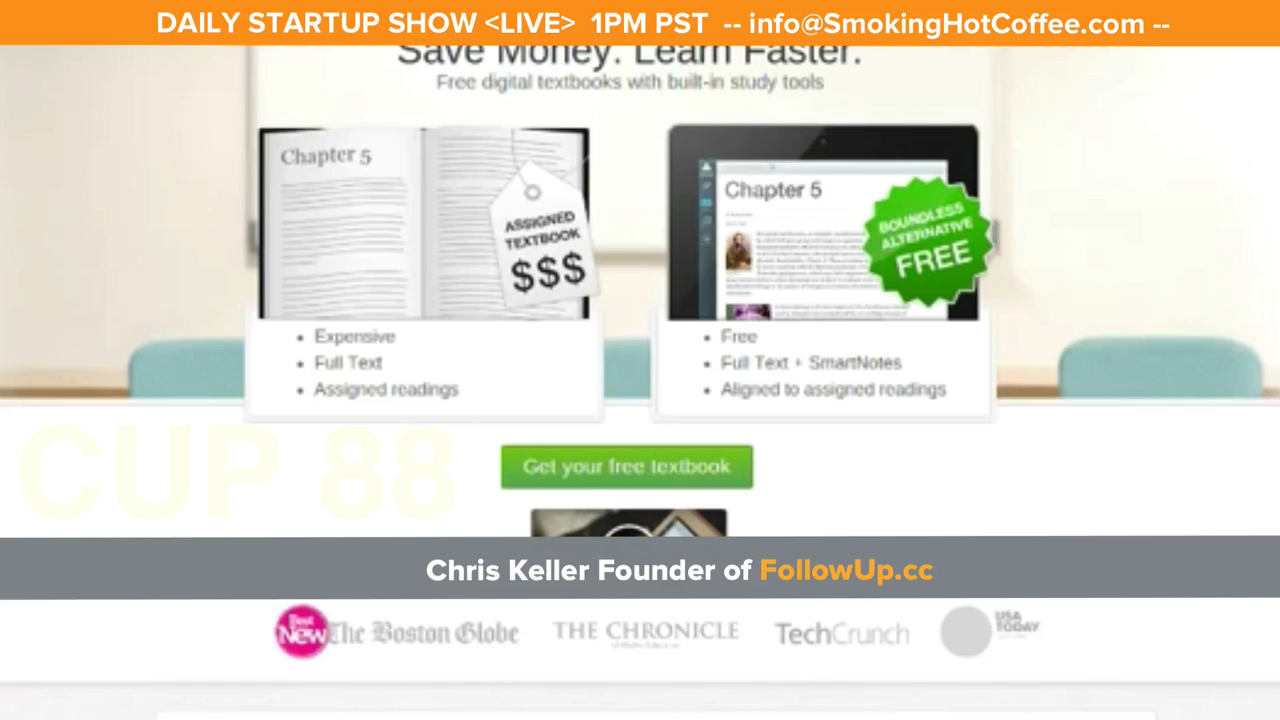 DAILY STARTUP SHOW <LIVE> 1PM PST -- info@SmokingHotCoffee.com --
Save Money. Learn Faster.
Free digital textbooks with built-in study tools
Chapter 5
ASSIGNED
TEXTBOOK
$$$
Chapter 5
BOUNDLESS
ALTERNATIVE
FREE
• Expensive
• Full Text
• Assigned readings
• Free
• Full Text + SmartNotes
• Aligned to assigned readings
CUP 88
Get your free textbook
Chris Keller Founder of FollowUp.cc
Best
New
The Boston Globe
THE CHRONICLE
TechCrunch
USA
TODAY